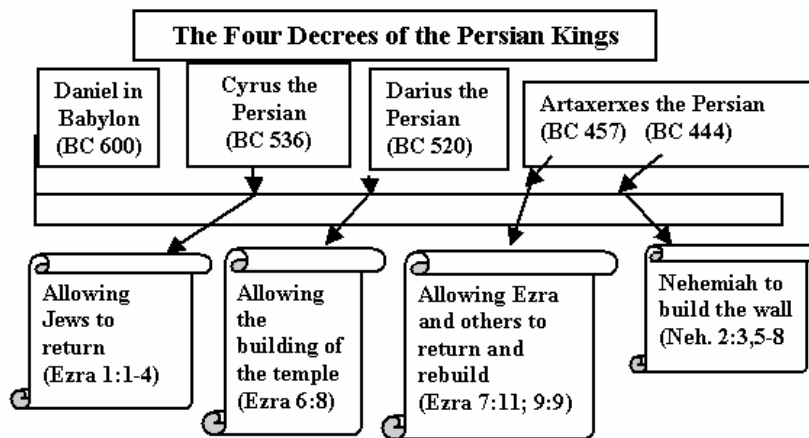 The Four Decrees of the Persian Kings
Daniel in
Babylon
(BC 600)
Cyrus the
Persian
(BC 536)
Darius the
Persian
(BC 520)
Artaxerxes the Persian
(BC 457) (BC 444)
Allowing
Jews to
return
(Ezra 1:1-4)
Allowing
the
building of
the temple
(Ezra 6:8)
Allowing Ezra
and others to
return and
rebuild
(Ezra 7:11; 9:9)
Nehemiah to
build the wall
(Neh. 2:3,5-8